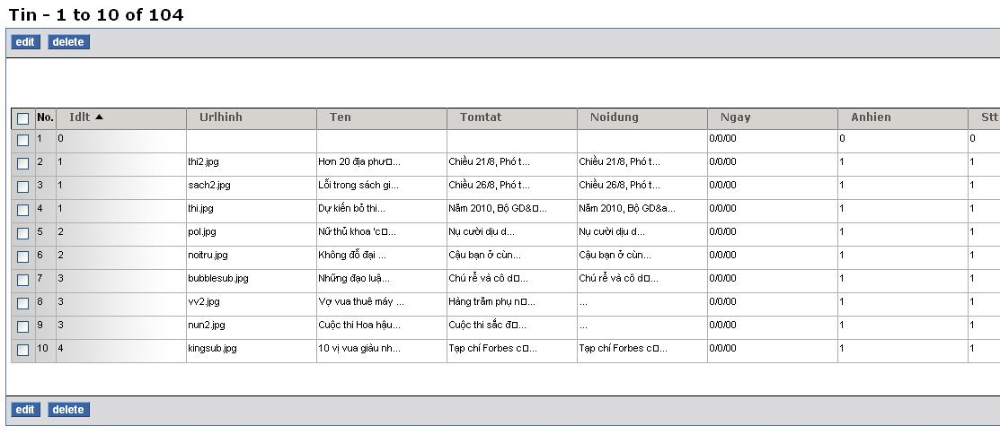 Tin - 1 to 10 of 104
edit delete
No. Idlt ▲ Urlhinh Ten Tomtat Noidung Ngay Anhien Stt
1 0 0/0/00 0 0
2 1 thi2.jpg Hơn 20 địa phư□... Chiều 21/8, Phó t... Chiều 21/8, Phó t... 0/0/00 1 1
3 1 sach2.jpg Lỗi trong sách gi... Chiều 26/8, Phó t... Chiều 26/8, Phó t... 0/0/00 1 1
4 1 thi.jpg Dự kiến bỏ thi... Năm 2010, Bộ GD&□... Năm 2010, Bộ GD&a... 0/0/00 1 1
5 2 pol.jpg Nữ thủ khoa 'c□... Nụ cười dịu d... Nụ cười dịu d... 0/0/00 1 1
6 2 noitru.jpg Không đỗ đại ... Cậu bạn ở cùn... Cậu bạn ở cùn... 0/0/00 1 1
7 3 bubblesub.jpg Những đạo luậ... Chú rể và cô d□... Chú rể và cô d□... 0/0/00 1 1
8 3 vv2.jpg Vợ vua thuê máy ... Hàng trăm phụ n□... ... 0/0/00 1 1
9 3 nun2.jpg Cuộc thi Hoa hậu... Cuộc thi sắc đ□... ... 0/0/00 1 1
10 4 kingsub.jpg 10 vị vua giàu nh... Tạp chí Forbes c□... Tạp chí Forbes c□... 0/0/00 1 1
edit delete